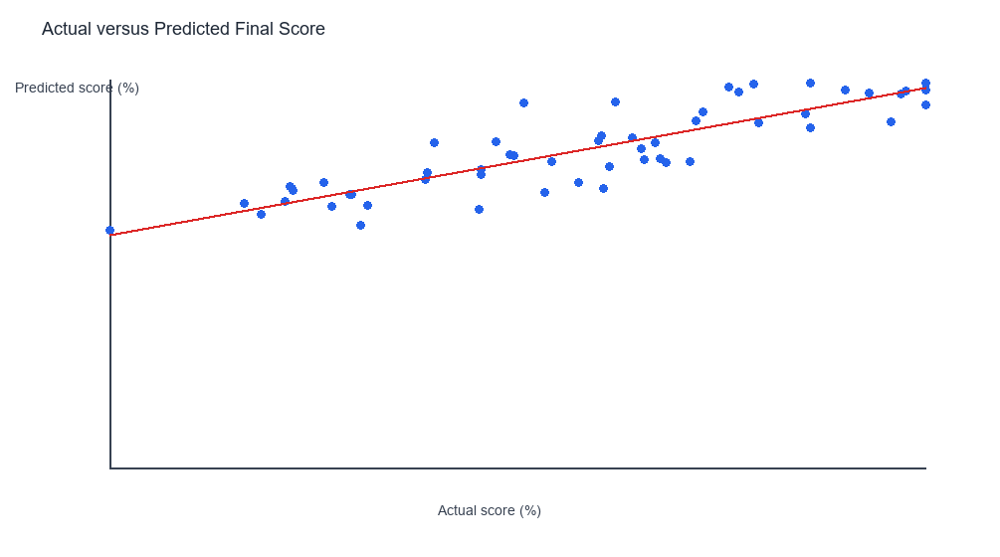 Actual versus Predicted Final Score
Predicted score (%)
Actual score (%)